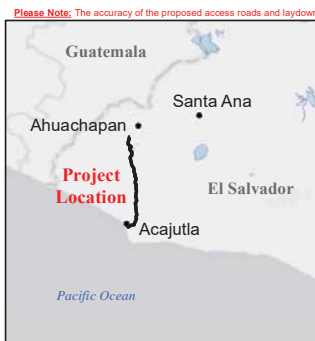 Please Note: The accuracy of the proposed access roads and laydown
Guatemala
Santa Ana
Ahuachapan
Project
Location
El Salvador
Acajutla
Pacific Ocean